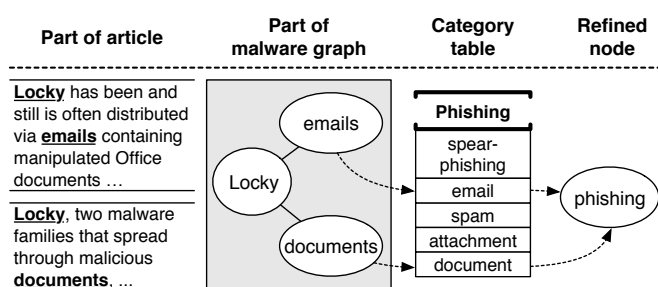 Part of article
Part of
malware graph
Category
table
Refined
node
Locky has been and
still is often distributed
via emails containing
manipulated Office
documents ...
Locky, two malware
families that spread
through malicious
documents, ...
emails
Locky
documents
Phishing
spear-
phishing
email
spam
attachment
document
phishing